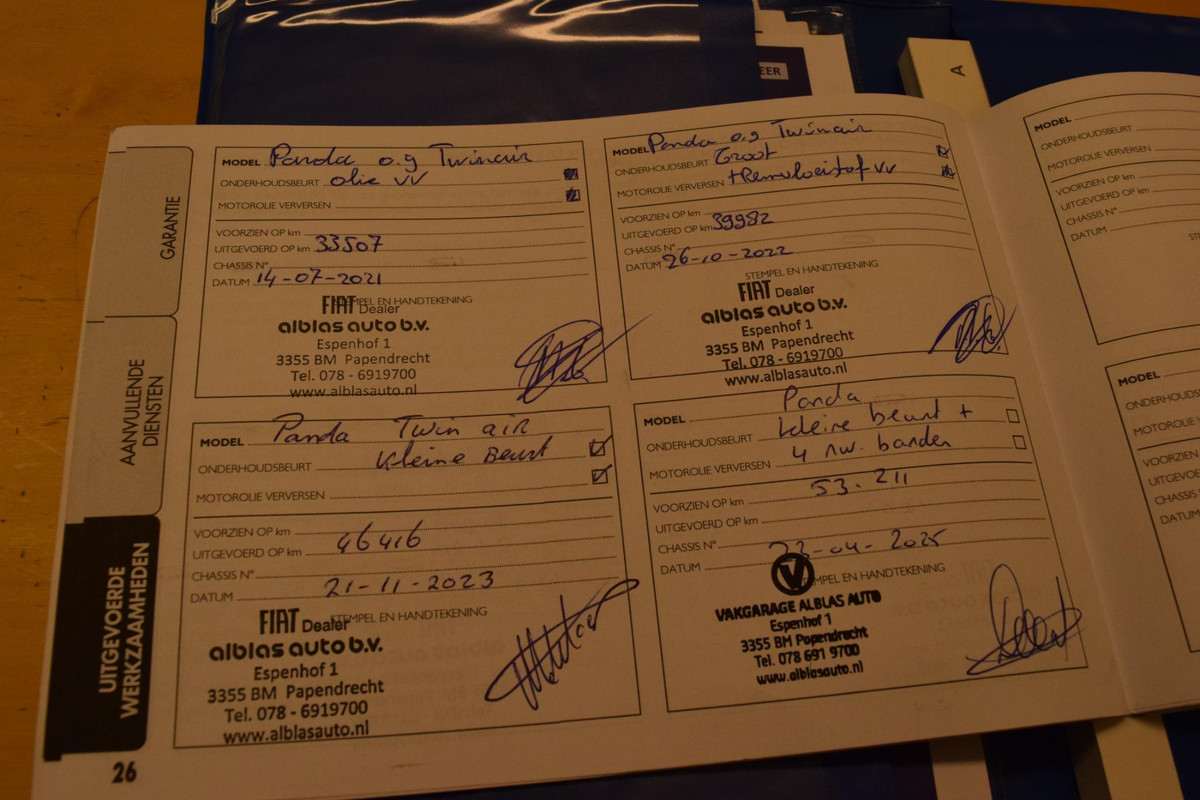 EER
A
GARANTIE
AANVULLENDE
DIENSTEN
UITGEVOERDE
WERKZAAMHEDEN
26
MODEL Panda 0.9 Twinair
ONDERHOUDSBEURT olie VV
MOTOROLIE VERVERSEN
VOORZIEN OP km
UITGEVOERD OP km 33507
CHASSIS N°
DATUM 14-07-2021
STEMPEL EN HANDTEKENING
FIAT Dealer
alblas auto b.v.
Espenhof 1
3355 BM Papendrecht
Tel. 078 - 6919700
www.alblasauto.nl
MODEL Panda 0.9 Twinair
ONDERHOUDSBEURT Groot
MOTOROLIE VERVERSEN + Remvloeistof VV
VOORZIEN OP km
UITGEVOERD OP km 39982
CHASSIS N°
DATUM 26-10-2022
STEMPEL EN HANDTEKENING
FIAT Dealer
alblas auto b.v.
Espenhof 1
3355 BM Papendrecht
Tel. 078 - 6919700
www.alblasauto.nl
MODEL Panda Twin air
ONDERHOUDSBEURT kleine Beurt
MOTOROLIE VERVERSEN
VOORZIEN OP km
UITGEVOERD OP km 46416
CHASSIS N°
DATUM 21-11-2023
STEMPEL EN HANDTEKENING
FIAT Dealer
alblas auto b.v.
Espenhof 1
3355 BM Papendrecht
Tel. 078 - 6919700
www.alblasauto.nl
MODEL Panda
ONDERHOUDSBEURT kleine beurt +
MOTOROLIE VERVERSEN 4 nw. banden
VOORZIEN OP km 53.211
UITGEVOERD OP km
CHASSIS N°
DATUM -04-2025
STEMPEL EN HANDTEKENING
V
VAKGARAGE ALBLAS AUTO
Espenhof 1
3355 BM Papendrecht
Tel. 078 691 9700
www.alblasauto.nl
MODEL
ONDERHOUDSBEURT
MOTOROLIE VERVERSEN
VOORZIEN OP km
UITGEVOERD OP km
CHASSIS N°
DATUM
MODEL
ONDERHOUDS
MOTOROLIE V
VOORZIEN O
UITGEVOER
CHASSIS
DATUM